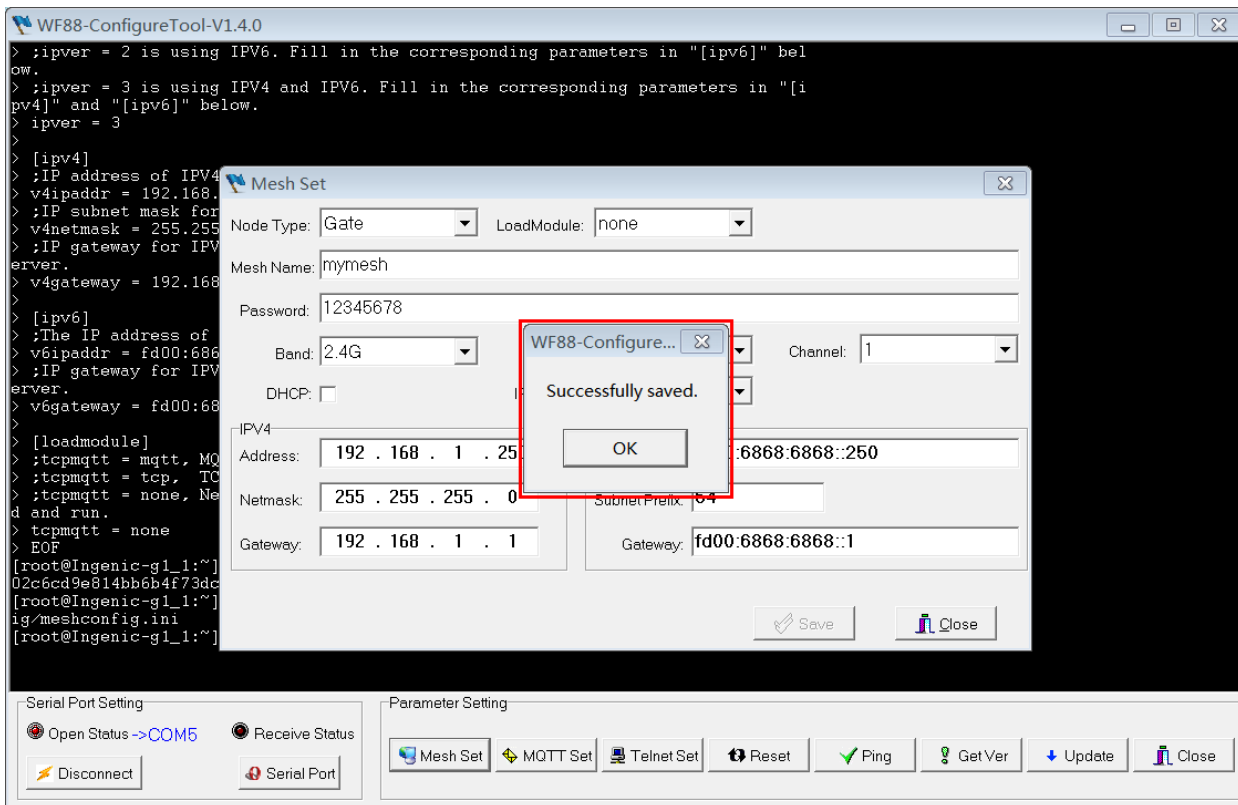 WF88-ConfigureTool-V1.4.0
> ;ipver = 2 is using IPV6. Fill in the corresponding parameters in "[ipv6]" bel
ow.
> ;ipver = 3 is using IPV4 and IPV6. Fill in the corresponding parameters in "[i
pv4]" and "[ipv6]" below.
> ipver = 3
>
> [ipv4]
> ;IP address of IPV4
> v4ipaddr = 192.168.
> ;IP subnet mask for
> v4netmask = 255.255
> ;IP gateway for IPV
erver.
> v4gateway = 192.168
>
> [ipv6]
> ;The IP address of
> v6ipaddr = fd00:686
> ;IP gateway for IPV
erver.
> v6gateway = fd00:68
>
> [loadmodule]
> ;tcpmqtt = mqtt, MQ
> ;tcpmqtt = tcp, TC
> ;tcpmqtt = none, Ne
d and run.
> tcpmqtt = none
> EOF
[root@Ingenic-g1_1:~]
02c6cd9e814bb6b4f73dc
[root@Ingenic-g1_1:~]
ig/meshconfig.ini
[root@Ingenic-g1_1:~]
Mesh Set
Node Type: Gate LoadModule: none
Mesh Name: mymesh
Password: 12345678
Band: 2.4G Channel: 1
DHCP:
WF88-Configure...
Successfully saved.
OK
IPV4
Address: 192 . 168 . 1 . 25 :6868:6868::250
Netmask: 255 . 255 . 255 . 0 Subnet Prefix: 64
Gateway: 192 . 168 . 1 . 1 Gateway: fd00:6868:6868::1
Save Close
Serial Port Setting
Open Status ->COM5 Receive Status
Disconnect Serial Port
Parameter Setting
Mesh Set MQTT Set Telnet Set Reset Ping Get Ver Update Close